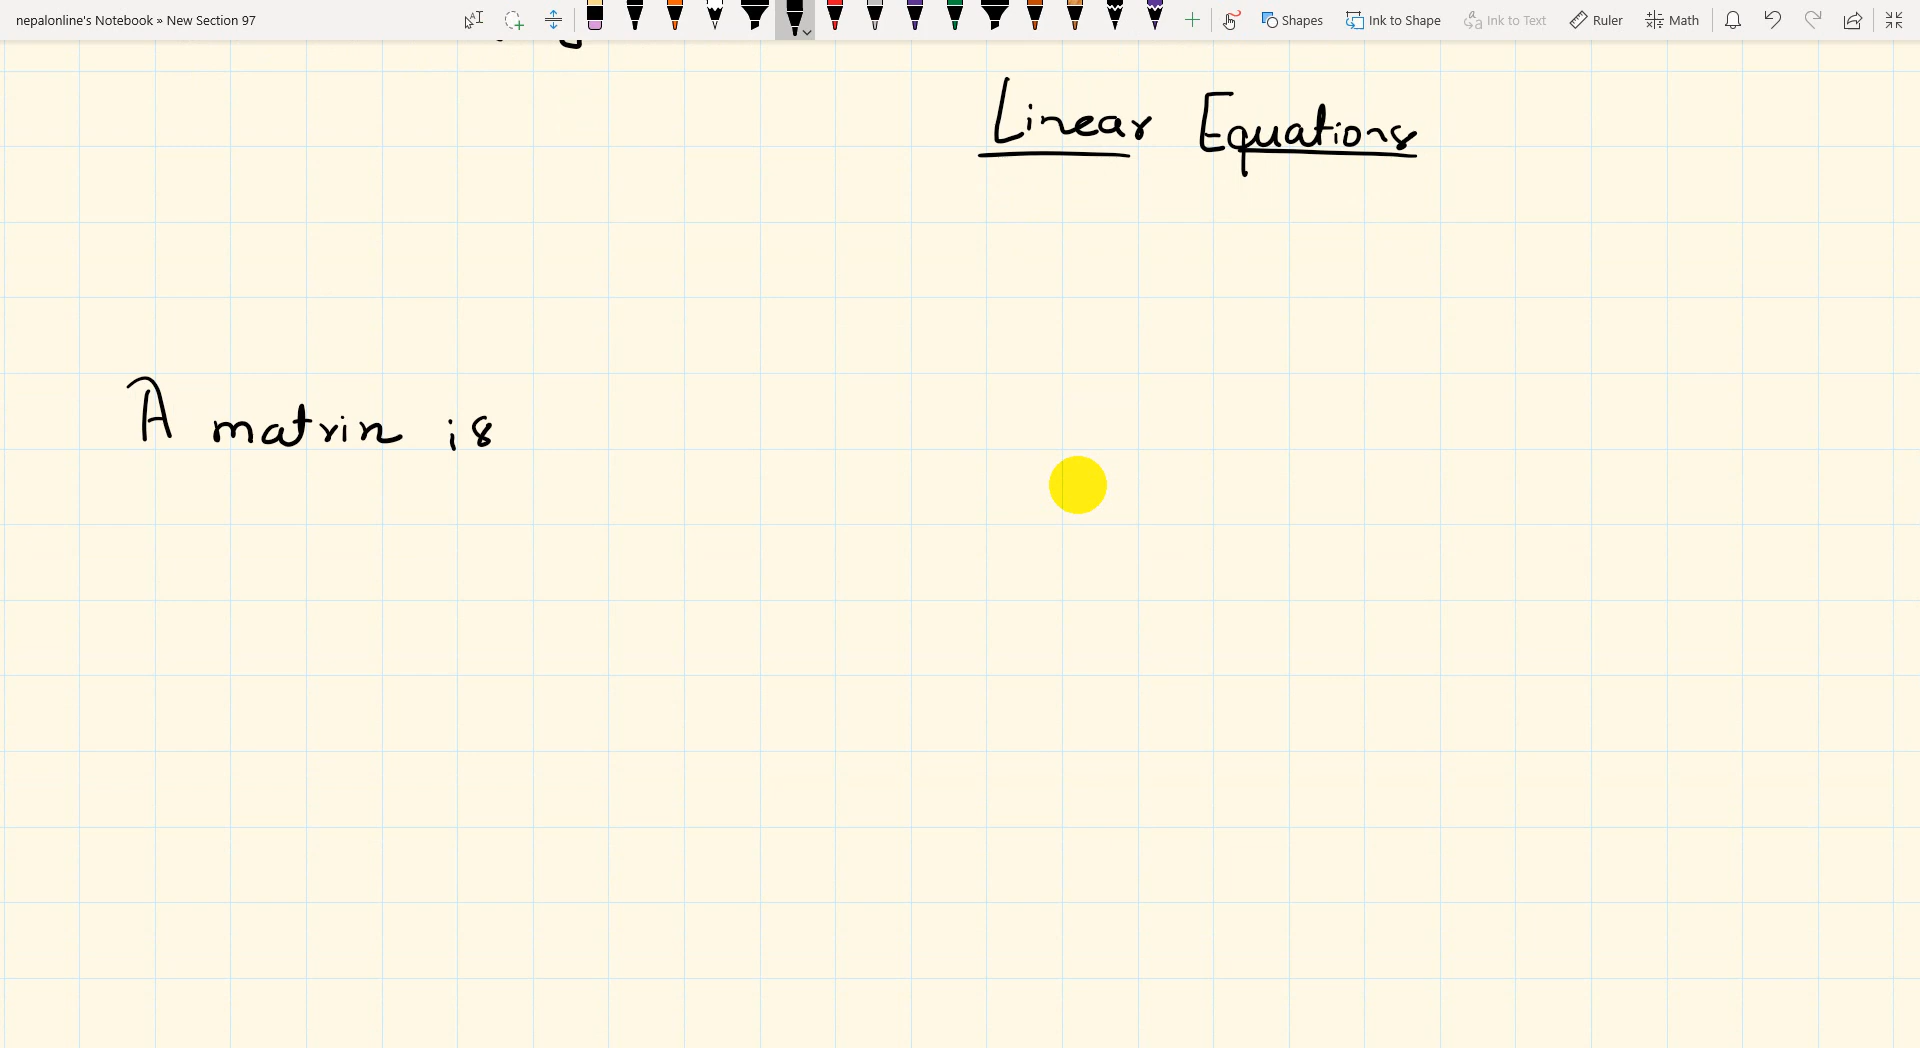 nepalonline's Notebook » New Section 97
Shapes
Ink to Shape
Ink to Text
Ruler
Math
Linear Equations
A matrix is